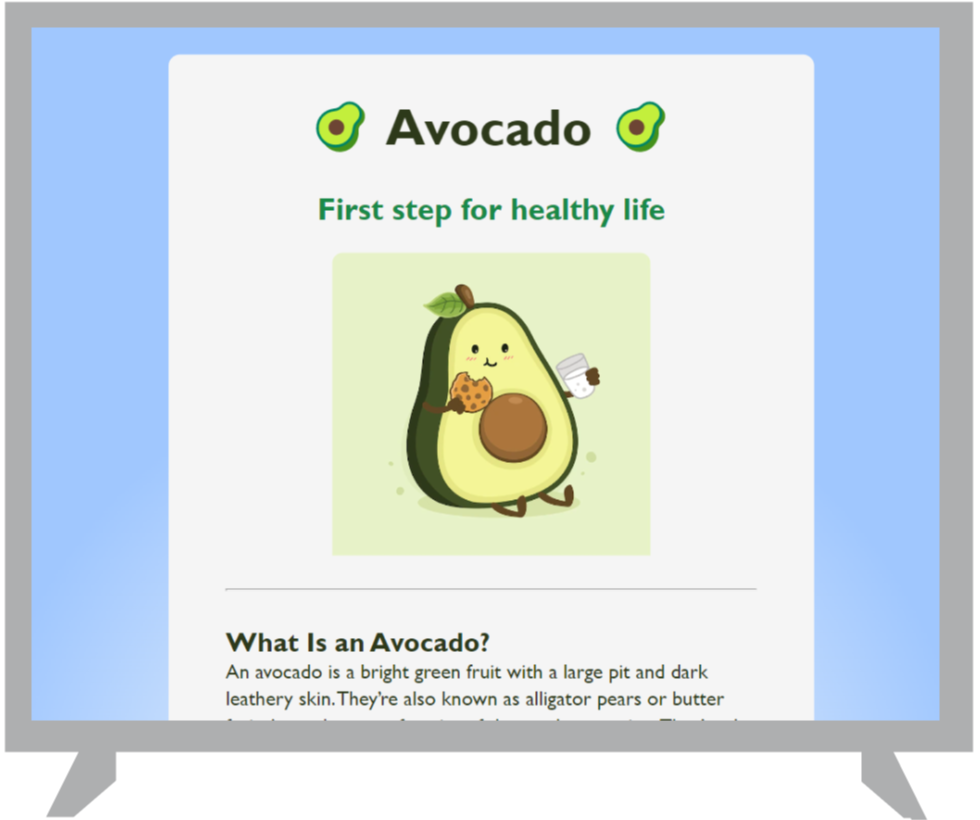 Avocado
First step for healthy life
What Is an Avocado?
An avocado is a bright green fruit with a large pit and dark
leathery skin. They're also known as alligator pears or butter